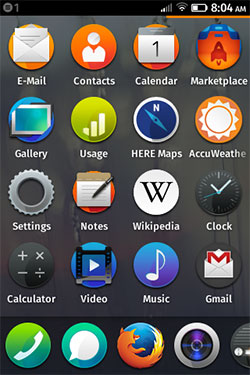 1 8:04 AM
1
E-Mail Contacts Calendar Marketplace
Gallery Usage HERE Maps AccuWeathe
W
Settings Notes Wikipedia Clock
Calculator Video Music Gmail